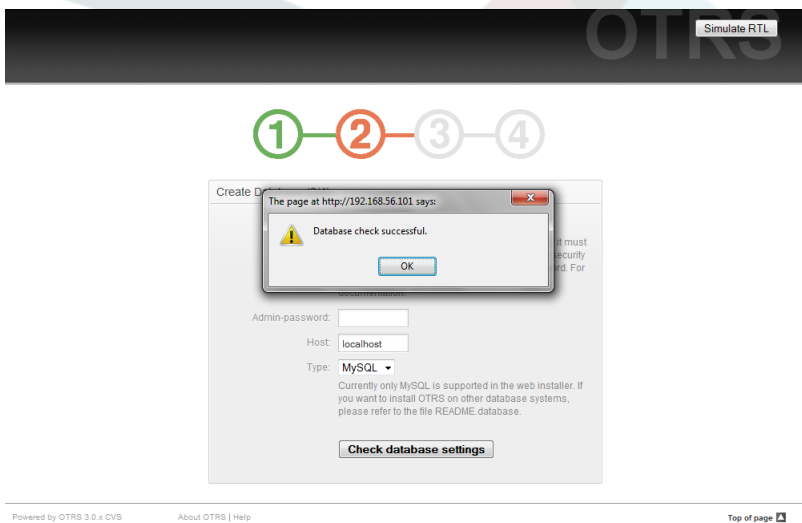 OTRS
Simulate RTL
1 2 3 4
Create
The page at http://192.168.56.101 says:
Database check successful.
OK
it must
security
For
documentation.
Admin-password:
Host: localhost
Type: MySQL
Currently only MySQL is supported in the web installer. If
you want to install OTRS on other database systems,
please refer to the file README.database.
Check database settings
Powered by OTRS 3.0.x CVS
About OTRS | Help
Top of page